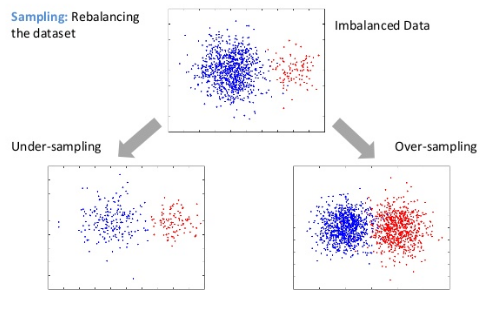 Sampling: Rebalancing
the dataset
Imbalanced Data
Under-sampling
Over-sampling